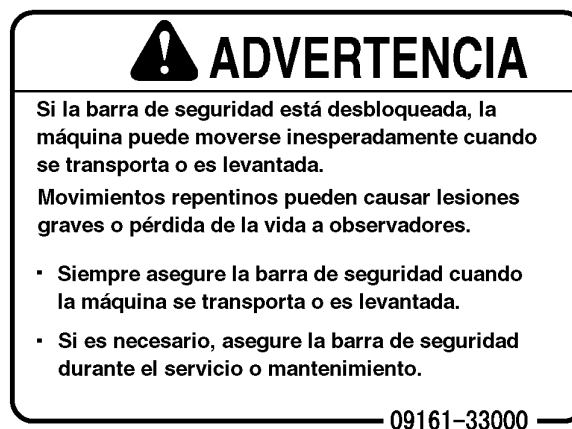 ADVERTENCIA
Si la barra de seguridad está desbloqueada, la
máquina puede moverse inesperadamente cuando
se transporta o es levantada.
Movimientos repentinos pueden causar lesiones
graves o pérdida de la vida a observadores.
▪ Siempre asegure la barra de seguridad cuando
la máquina se transporta o es levantada.
▪ Si es necesario, asegure la barra de seguridad
durante el servicio o mantenimiento.
09161-33000